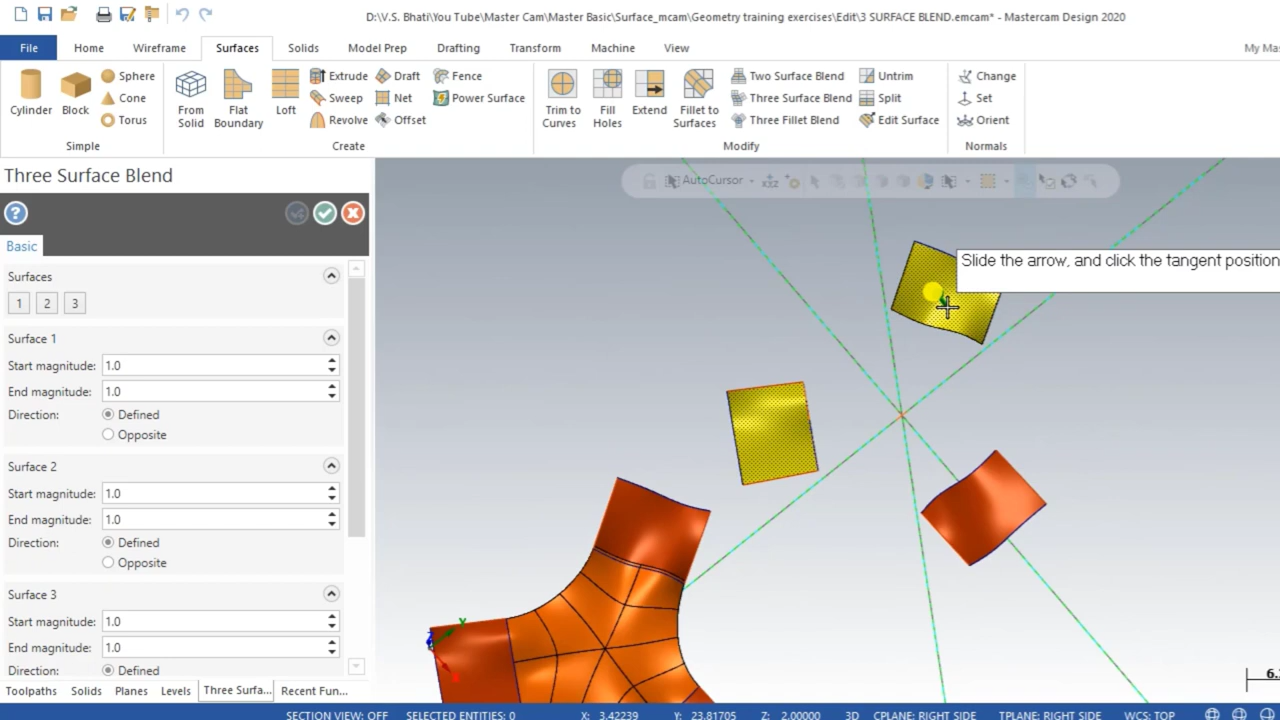 D:\V.S. Bhati\You Tube\Master Cam\Master Basic\Surface_mcam\Geometry training exercises\Edit\3 SURFACE BLEND.emcam* - Mastercam Design 2020
File Home Wireframe Surfaces Solids Model Prep Drafting Transform Machine View My Mas
Cylinder Block Sphere Cone Torus
Simple
From Solid Flat Boundary Loft Extrude Draft Fence
Sweep Net Power Surface
Revolve Offset
Create
Trim to Curves Fill Holes Extend Fillet to Surfaces
Two Surface Blend Untrim
Three Surface Blend Split
Three Fillet Blend Edit Surface
Modify
Change
Set
Orient
Normals
Three Surface Blend
AutoCursor
?
Basic
Surfaces
1 2 3
Surface 1
Start magnitude: 1.0
End magnitude: 1.0
Direction: Defined
Opposite
Surface 2
Start magnitude: 1.0
End magnitude: 1.0
Direction: Defined
Opposite
Surface 3
Start magnitude: 1.0
End magnitude: 1.0
Direction: Defined
Slide the arrow, and click the tangent position
Toolpaths Solids Planes Levels Three Surfa... Recent Fun...
SECTION VIEW: OFF SELECTED ENTITIES: 0 X: 3.42239 Y: 23.81705 Z: 2.00000 3D CPLANE: RIGHT SIDE TPLANE: RIGHT SIDE WCS: TOP